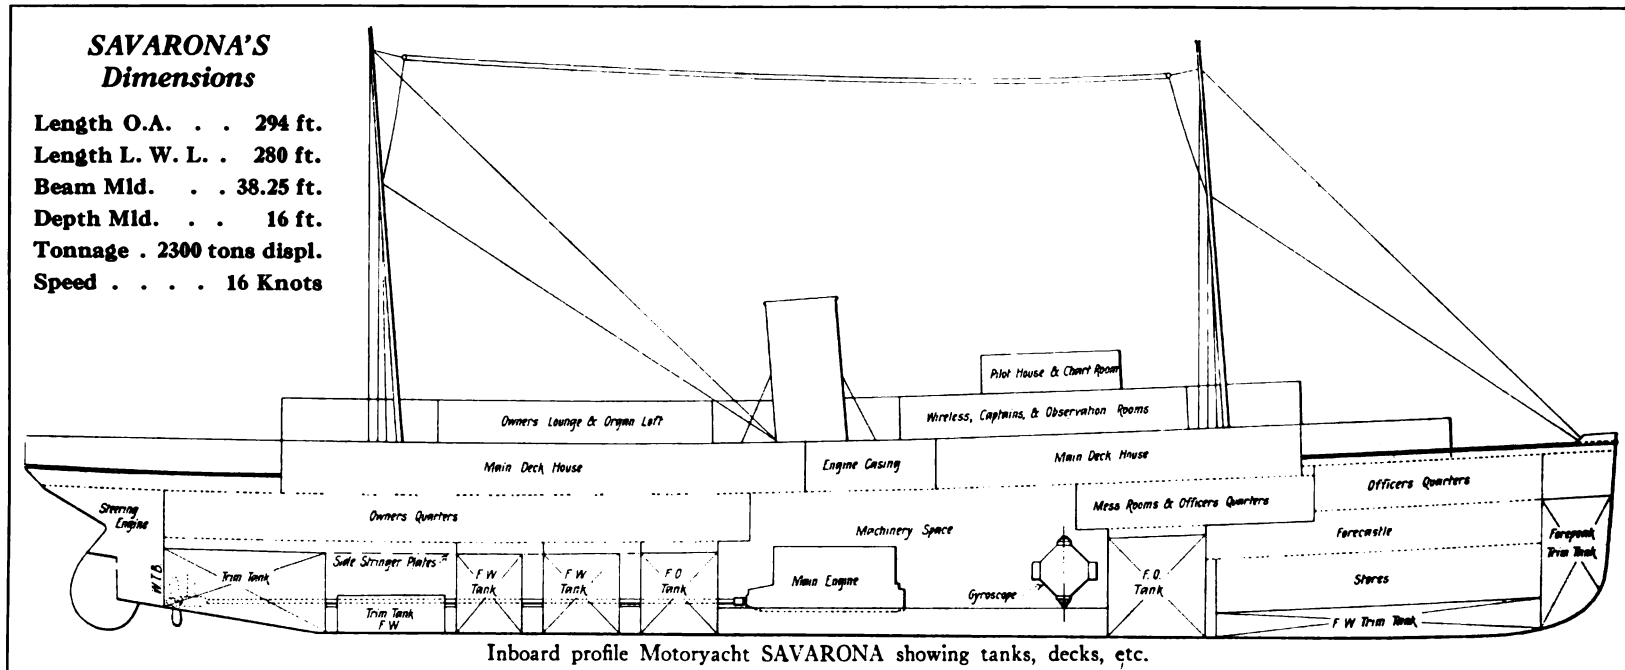 SAVARONA'S
Dimensions
Length O.A. . . 294 ft.
Length L. W. L. . 280 ft.
Beam Mld. . . 38.25 ft.
Depth Mld. . . 16 ft.
Tonnage . 2300 tons displ.
Speed . . . . 16 Knots
Pilot House & Chart Room
Owners Lounge & Organ Loft
Wireless, Captains, & Observation Rooms
Main Deck House
Engine Casing
Main Deck House
Officers Quarters
Steering
Engine
Owners Quarters
Machinery Space
Mess Rooms & Officers Quarters
Forecastle
Forepeak
Trim Tank
W T B
Trim Tank
Side Stringer Plates
F W
Tank
F W
Tank
F O
Tank
Main Engine
Gyroscope
F.O.
Tank
Stores
Trim Tank
F W
F W Trim Tank
Inboard profile Motoryacht SAVARONA showing tanks, decks, etc.